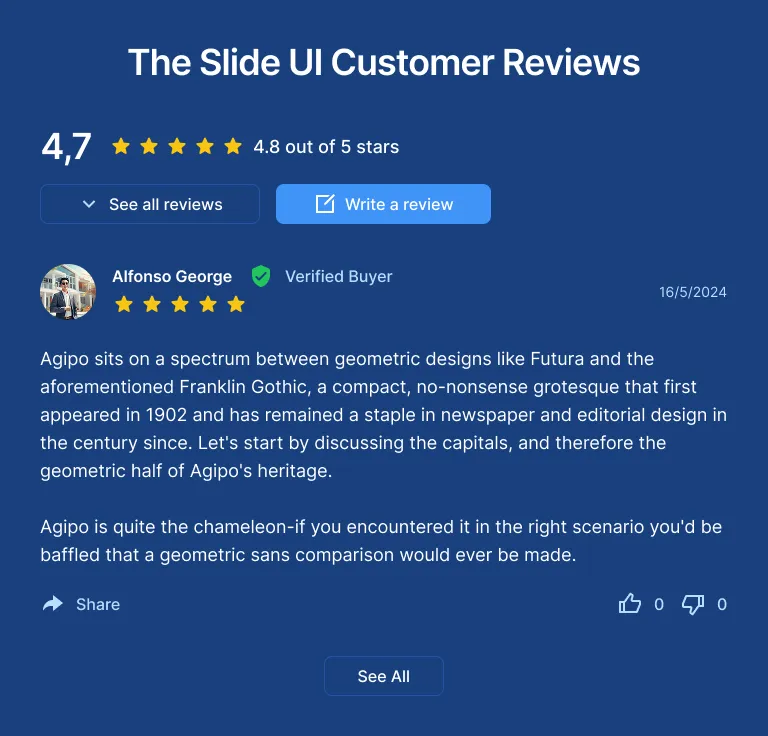 The Slide UI Customer Reviews
4,7
4.8 out of 5 stars
See all reviews
Write a review
Alfonso George
Verified Buyer
16/5/2024
Agipo sits on a spectrum between geometric designs like Futura and the
aforementioned Franklin Gothic, a compact, no-nonsense grotesque that first
appeared in 1902 and has remained a staple in newspaper and editorial design in
the century since. Let's start by discussing the capitals, and therefore the
geometric half of Agipo's heritage.
Agipo is quite the chameleon-if you encountered it in the right scenario you'd be
baffled that a geometric sans comparison would ever be made.
Share
0
0
See All